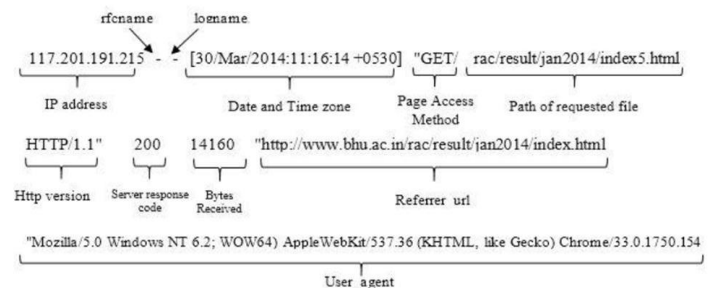 rfcname logname
117.201.191.215 - - [30/Mar/2014:11:16:14 +0530] "GET/ rac/result/jan2014/index5.html
IP address Date and Time zone Page Access Method Path of requested file
HTTP/1.1" 200 14160 "http://www.bhu.ac.in/rac/result/jan2014/index.html
Http version Server response code Bytes Received Referrer url
"Mozilla/5.0 Windows NT 6.2; WOW64) AppleWebKit/537.36 (KHTML, like Gecko) Chrome/33.0.1750.154
User agent